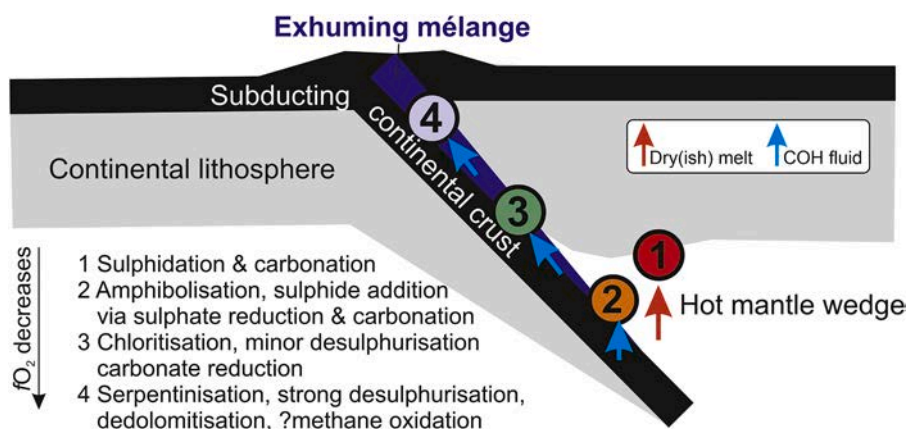 Exhuming mélange
Subducting
continental crust
Continental lithosphere
Dry(ish) melt
COH fluid
4
3
1
2
Hot mantle wedge
fO2 decreases
1 Sulphidation & carbonation
2 Amphibolisation, sulphide addition
via sulphate reduction & carbonation
3 Chloritisation, minor desulphurisation
carbonate reduction
4 Serpentinisation, strong desulphurisation,
dedolomitisation, ?methane oxidation